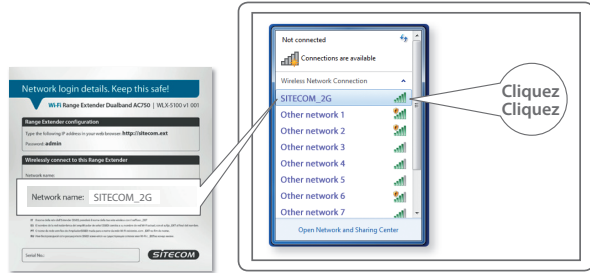 Network login details. Keep this safe!
Wi-Fi Range Extender Dualband AC750 | WLX-5100 v1 001
Range Extender configuration
Type the following IP address in your web browser: http://sitecom.ext
Password: admin
Wirelessly connect to this Range Extender
Network name:
Network name: SITECOM_2G
Serial No.:
SITECOM
Not connected
Connections are available
Wireless Network Connection
SITECOM_2G
Other network 1
Other network 2
Other network 3
Other network 4
Other network 5
Other network 6
Other network 7
Open Network and Sharing Center
Cliquez
Cliquez